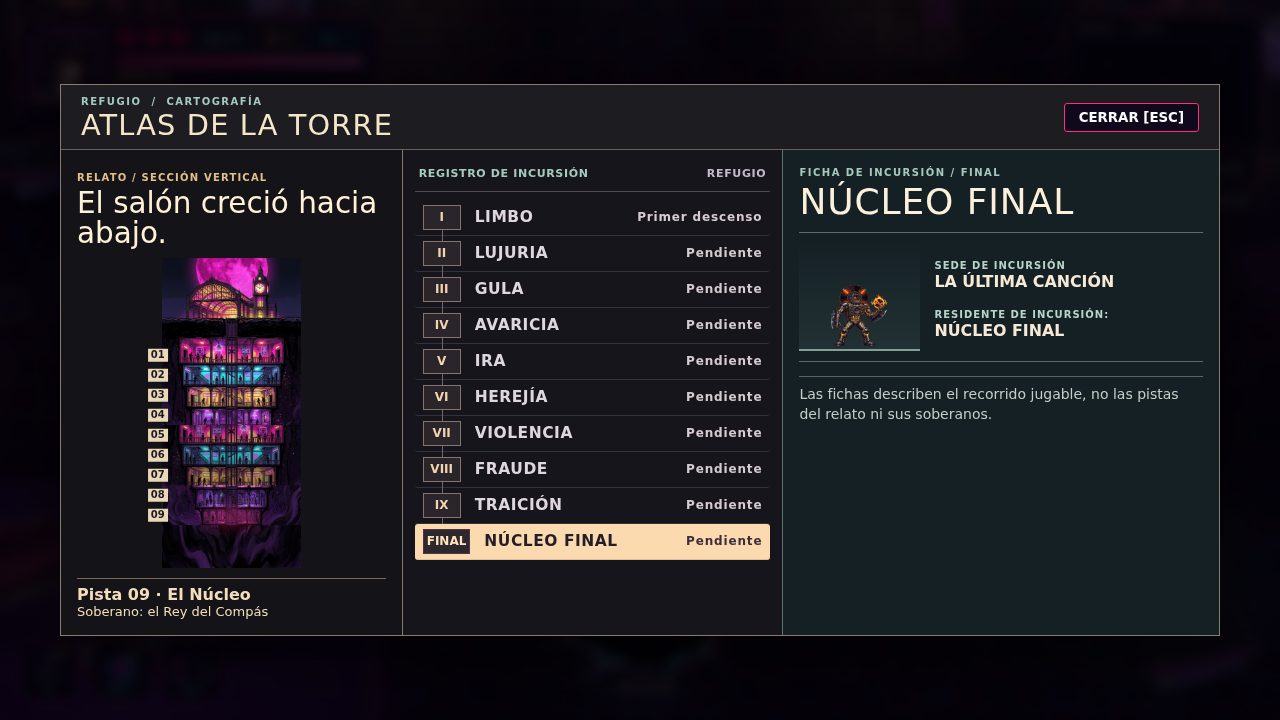 REFUGIO / CARTOGRAFÍA
ATLAS DE LA TORRE
CERRAR [ESC]
RELATO / SECCIÓN VERTICAL
El salón creció hacia
abajo.
01
02
03
04
05
06
07
08
09
Pista 09 · El Núcleo
Soberano: el Rey del Compás
REGISTRO DE INCURSIÓN REFUGIO
I LIMBO Primer descenso
II LUJURIA Pendiente
III GULA Pendiente
IV AVARICIA Pendiente
V IRA Pendiente
VI HEREJÍA Pendiente
VII VIOLENCIA Pendiente
VIII FRAUDE Pendiente
IX TRAICIÓN Pendiente
FINAL NÚCLEO FINAL Pendiente
FICHA DE INCURSIÓN / FINAL
NÚCLEO FINAL
SEDE DE INCURSIÓN
LA ÚLTIMA CANCIÓN
RESIDENTE DE INCURSIÓN:
NÚCLEO FINAL
Las fichas describen el recorrido jugable, no las pistas
del relato ni sus soberanos.